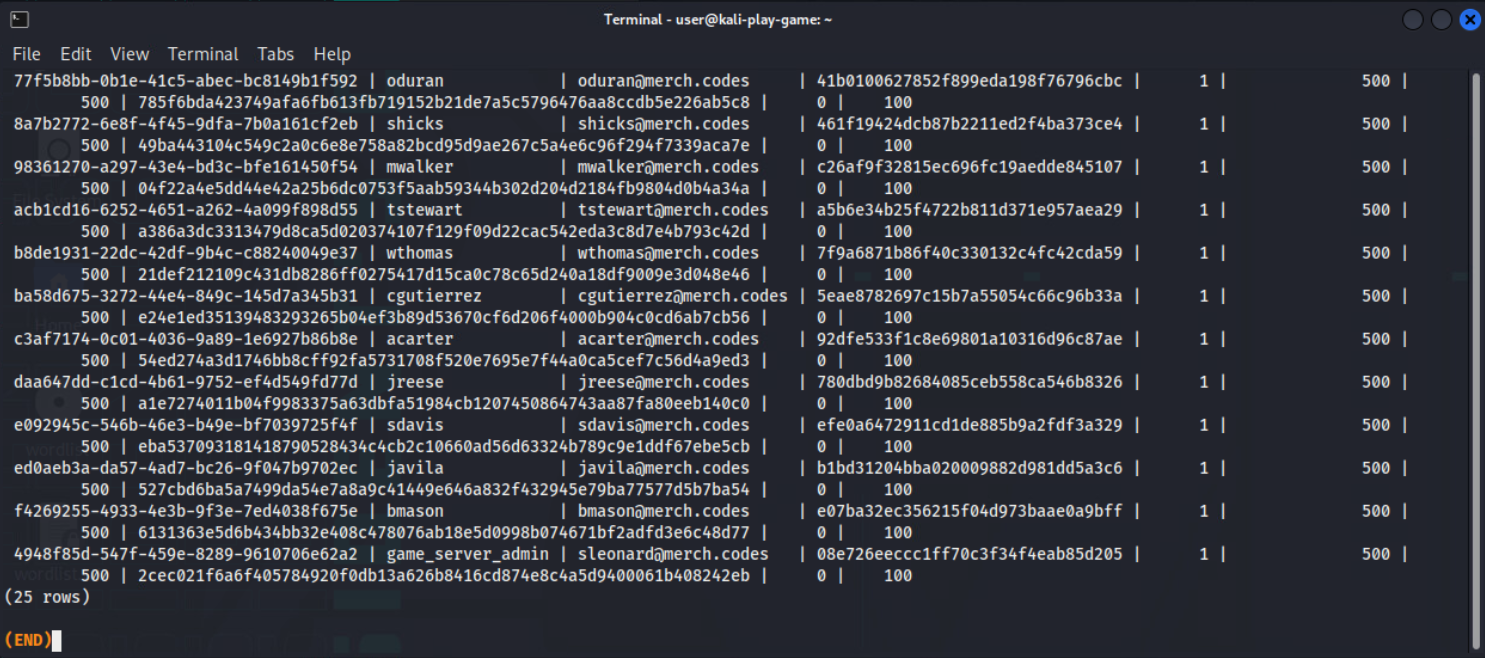 Terminal - user@kali-play-game: ~
File Edit View Terminal Tabs Help
77f5b8bb-0b1e-41c5-abec-bc8149b1f592 | oduran | oduran@merch.codes | 41b0100627852f899eda198f76796cbc | 1 | 500 |
500 | 785f6bda423749afa6fb613fb719152b21de7a5c5796476aa8ccdb5e226ab5c8 | 0 | 100
8a7b2772-6e8f-4f45-9dfa-7b0a161cf2eb | shicks | shicks@merch.codes | 461f19424dcb87b2211ed2f4ba373ce4 | 1 | 500 |
500 | 49ba443104c549c2a0c6e8e758a82bcd95d9ae267c5a4e6c96f294f7339aca7e | 0 | 100
98361270-a297-43e4-bd3c-bfe161450f54 | mwalker | mwalker@merch.codes | c26af9f32815ec696fc19aedde845107 | 1 | 500 |
500 | 04f22a4e5dd44e42a25b6dc0753f5aab59344b302d204d2184fb9804d0b4a34a | 0 | 100
acb1cd16-6252-4651-a262-4a099f898d55 | tstewart | tstewart@merch.codes | a5b6e34b25f4722b811d371e957aea29 | 1 | 500 |
500 | a386a3dc3313479d8ca5d020374107f129f09d22cac542eda3c8d7e4b793c42d | 0 | 100
b8de1931-22dc-42df-9b4c-c88240049e37 | wthomas | wthomas@merch.codes | 7f9a6871b86f40c330132c4fc42cda59 | 1 | 500 |
500 | 21def212109c431db8286ff0275417d15ca0c78c65d240a18df9009e3d048e46 | 0 | 100
ba58d675-3272-44e4-849c-145d7a345b31 | cgutierrez | cgutierrez@merch.codes | 5eae8782697c15b7a55054c66c96b33a | 1 | 500 |
500 | e24e1ed35139483293265b04ef3b89d53670cf6d206f4000b904c0cd6ab7cb56 | 0 | 100
c3af7174-0c01-4036-9a89-1e6927b86b8e | acarter | acarter@merch.codes | 92dfe533f1c8e69801a10316d96c87ae | 1 | 500 |
500 | 54ed274a3d1746bb8cff92fa5731708f520e7695e7f44a0ca5cef7c56d4a9ed3 | 0 | 100
daa647dd-c1cd-4b61-9752-ef4d549fd77d | jreese | jreese@merch.codes | 780dbd9b82684085ceb558ca546b8326 | 1 | 500 |
500 | a1e7274011b04f9983375a63dbfa51984cb1207450864743aa87fa80eeb140c0 | 0 | 100
e092945c-546b-46e3-b49e-bf7039725f4f | sdavis | sdavis@merch.codes | efe0a6472911cd1de885b9a2fdf3a329 | 1 | 500 |
500 | eba537093181418790528434c4cb2c10660ad56d63324b789c9e1ddf67ebe5cb | 0 | 100
ed0aeb3a-da57-4ad7-bc26-9f047b9702ec | javila | javila@merch.codes | b1bd31204bba020009882d981dd5a3c6 | 1 | 500 |
500 | 527cbd6ba5a7499da54e7a8a9c41449e646a832f432945e79ba77577d5b7ba54 | 0 | 100
f4269255-4933-4e3b-9f3e-7ed4038f675e | bmason | bmason@merch.codes | e07ba32ec356215f04d973baae0a9bff | 1 | 500 |
500 | 6131363e5d6b434bb32e408c478076ab18e5d0998b074671bf2adfd3e6c48d77 | 0 | 100
4948f85d-547f-459e-8289-9610706e62a2 | game_server_admin | sleonard@merch.codes | 08e726eeccc1ff70c3f34f4eab85d205 | 1 | 500 |
500 | 2cec021f6a6f405784920f0db13a626b8416cd874e8c4a5d9400061b408242eb | 0 | 100
(25 rows)
(END)